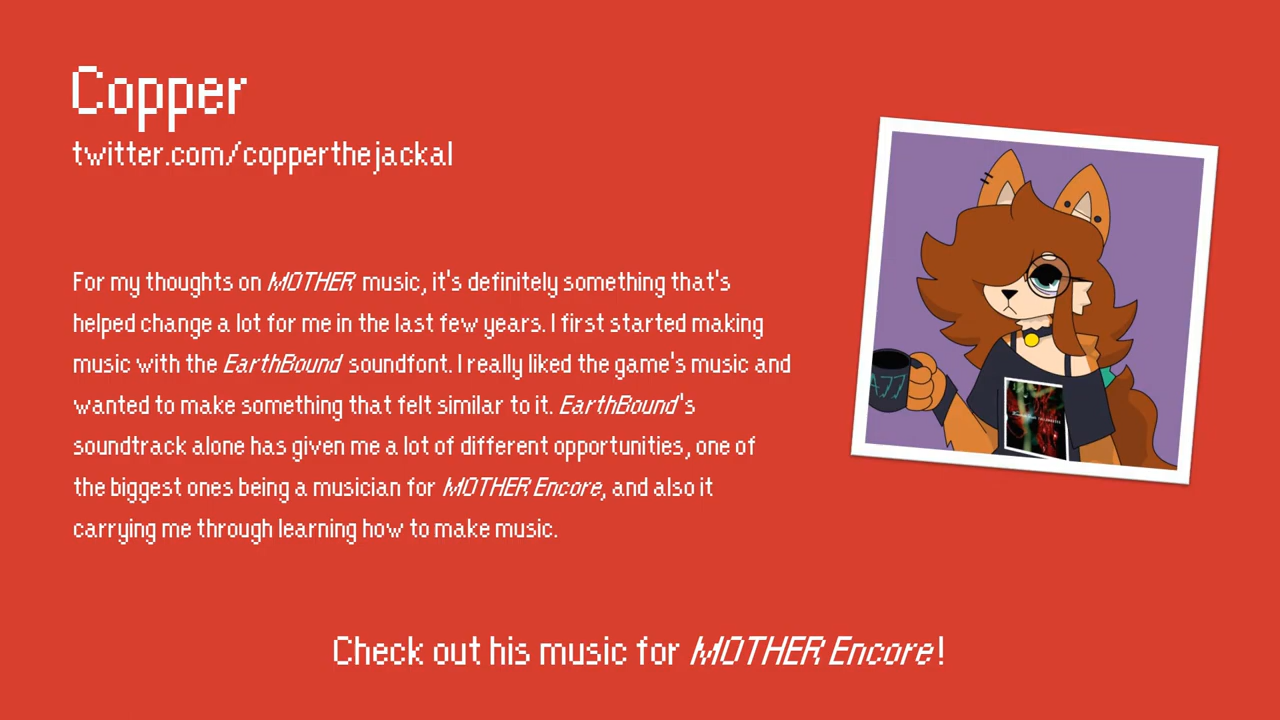 Copper
twitter.com/copperthejackal
For my thoughts on MOTHER music, it's definitely something that's
helped change a lot for me in the last few years. I first started making
music with the EarthBound soundfont. I really liked the game's music and
wanted to make something that felt similar to it. EarthBound's
soundtrack alone has given me a lot of different opportunities, one of
the biggest ones being a musician for MOTHER Encore, and also it
carrying me through learning how to make music.
A77
Check out his music for MOTHER Encore!